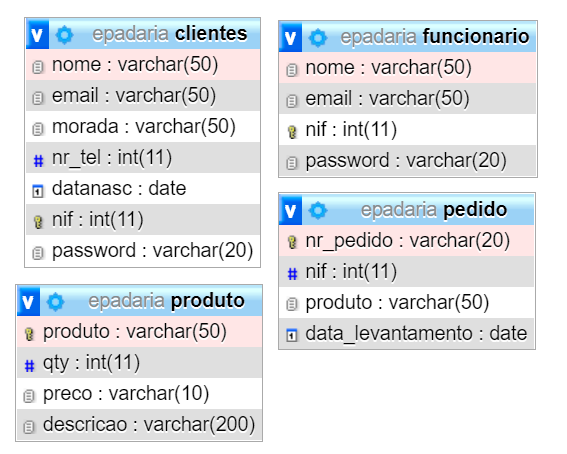 v epadaria clientes
nome : varchar(50)
email : varchar(50)
morada : varchar(50)
# nr_tel : int(11)
datanasc : date
nif : int(11)
password : varchar(20)
v epadaria funcionario
nome : varchar(50)
email : varchar(50)
nif : int(11)
password : varchar(20)
v epadaria pedido
nr_pedido : varchar(20)
# nif : int(11)
produto : varchar(50)
data_levantamento : date
v epadaria produto
produto : varchar(50)
# qty : int(11)
preco : varchar(10)
descricao : varchar(200)